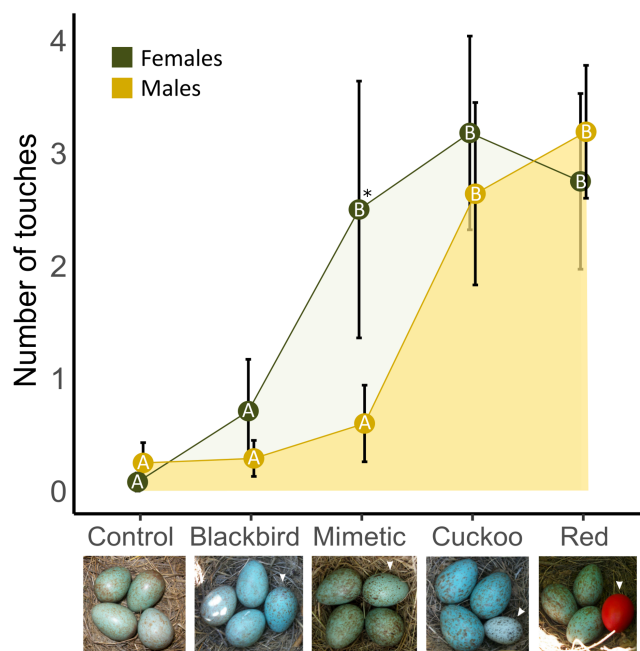 4
3
2
1
0
Number of touches
Females
Males
*
A A B B B
A A A B B
Control Blackbird Mimetic Cuckoo Red